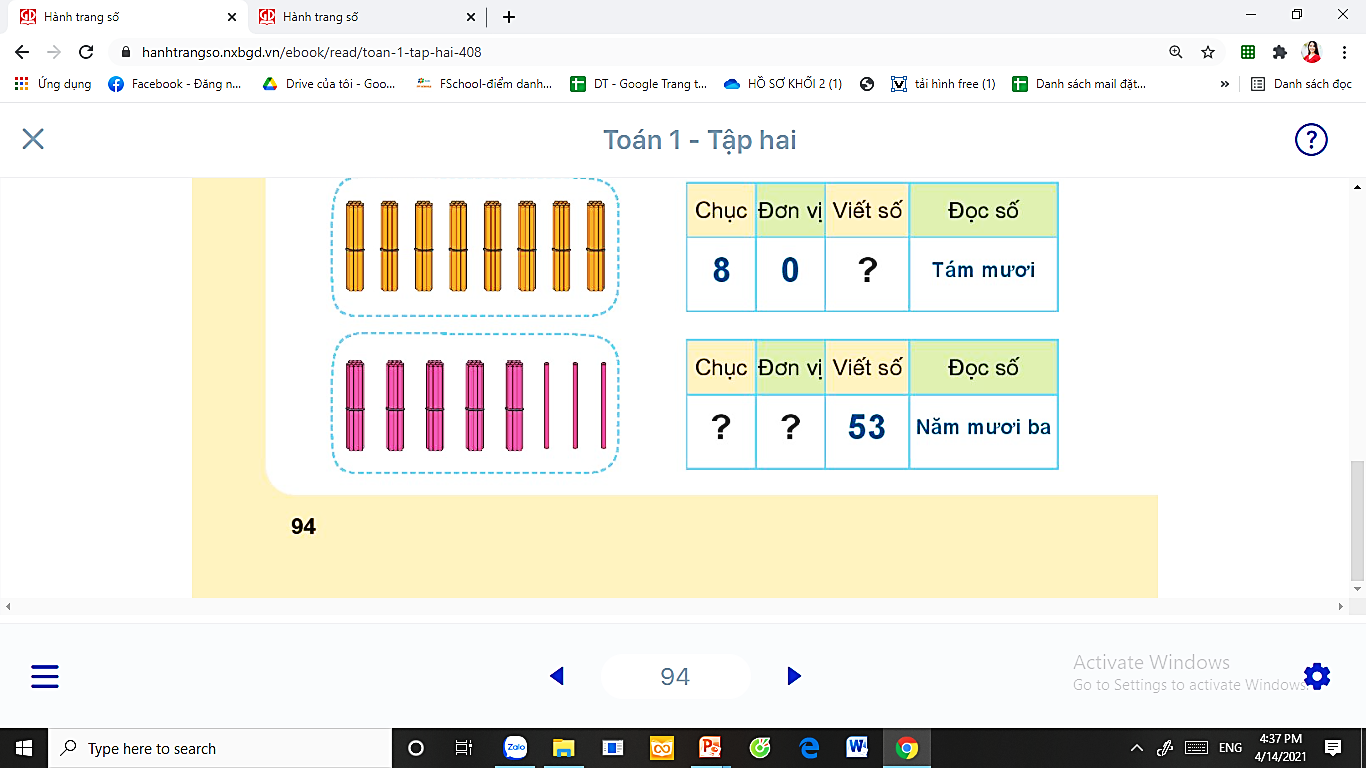 Hành trang số
Hành trang số
hanhtrangso.nxbgd.vn/ebook/read/toan-1-tap-hai-408
Ứng dụng
Facebook - Đăng n...
Drive của tôi - Goo...
FSchool-điểm danh...
DT - Google Trang t...
HỒ SƠ KHỐI 2 (1)
tải hình free (1)
Danh sách mail đặt...
»
Danh sách đọc
Toán 1 - Tập hai
?
Chục Đơn vị Viết số Đọc số
8 0 ? Tám mươi
Chục Đơn vị Viết số Đọc số
? ? 53 Năm mươi ba
94
94
Activate Windows
Go to Settings to activate Windows.
Type here to search
Zalo
ENG
4:37 PM
4/14/2021